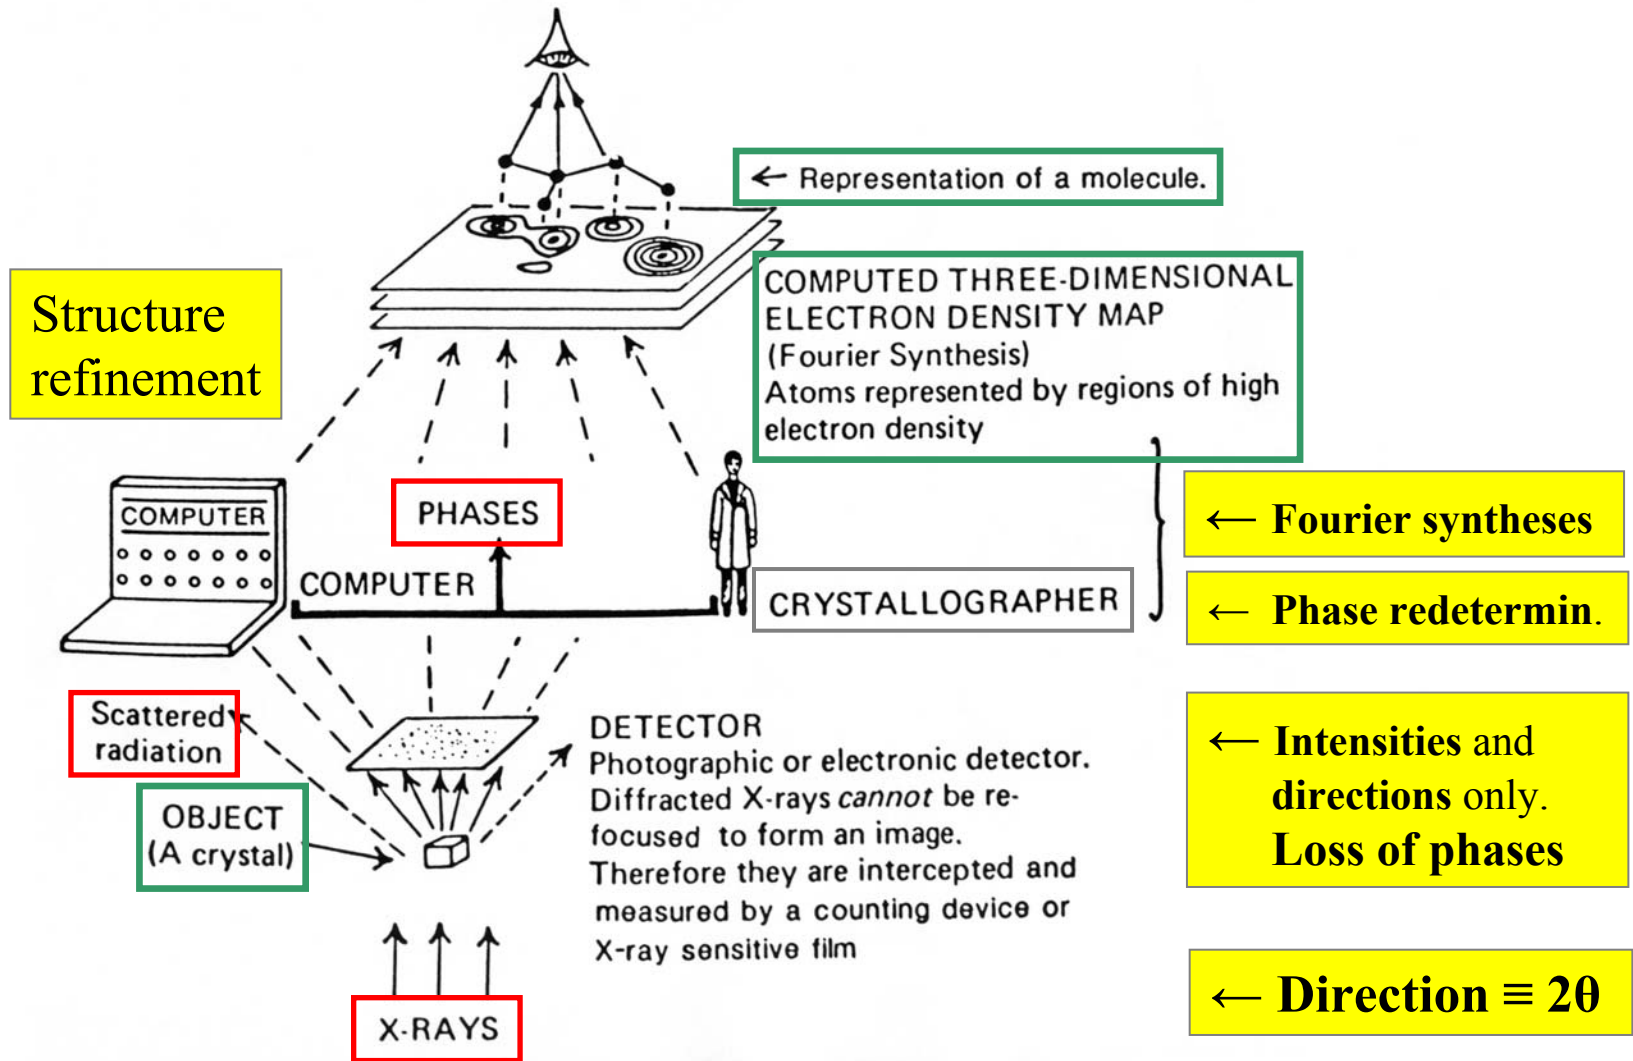 ← Representation of a molecule.
COMPUTED THREE-DIMENSIONAL
ELECTRON DENSITY MAP
(Fourier Synthesis)
Atoms represented by regions of high
electron density
Structure
refinement
PHASES
COMPUTER
COMPUTER
CRYSTALLOGRAPHER
← Fourier syntheses
← Phase redetermin.
Scattered
radiation
OBJECT
(A crystal)
DETECTOR
Photographic or electronic detector.
Diffracted X-rays cannot be re-
focused to form an image.
Therefore they are intercepted and
measured by a counting device or
X-ray sensitive film
← Intensities and
directions only.
Loss of phases
X-RAYS
← Direction ≡ 2θ